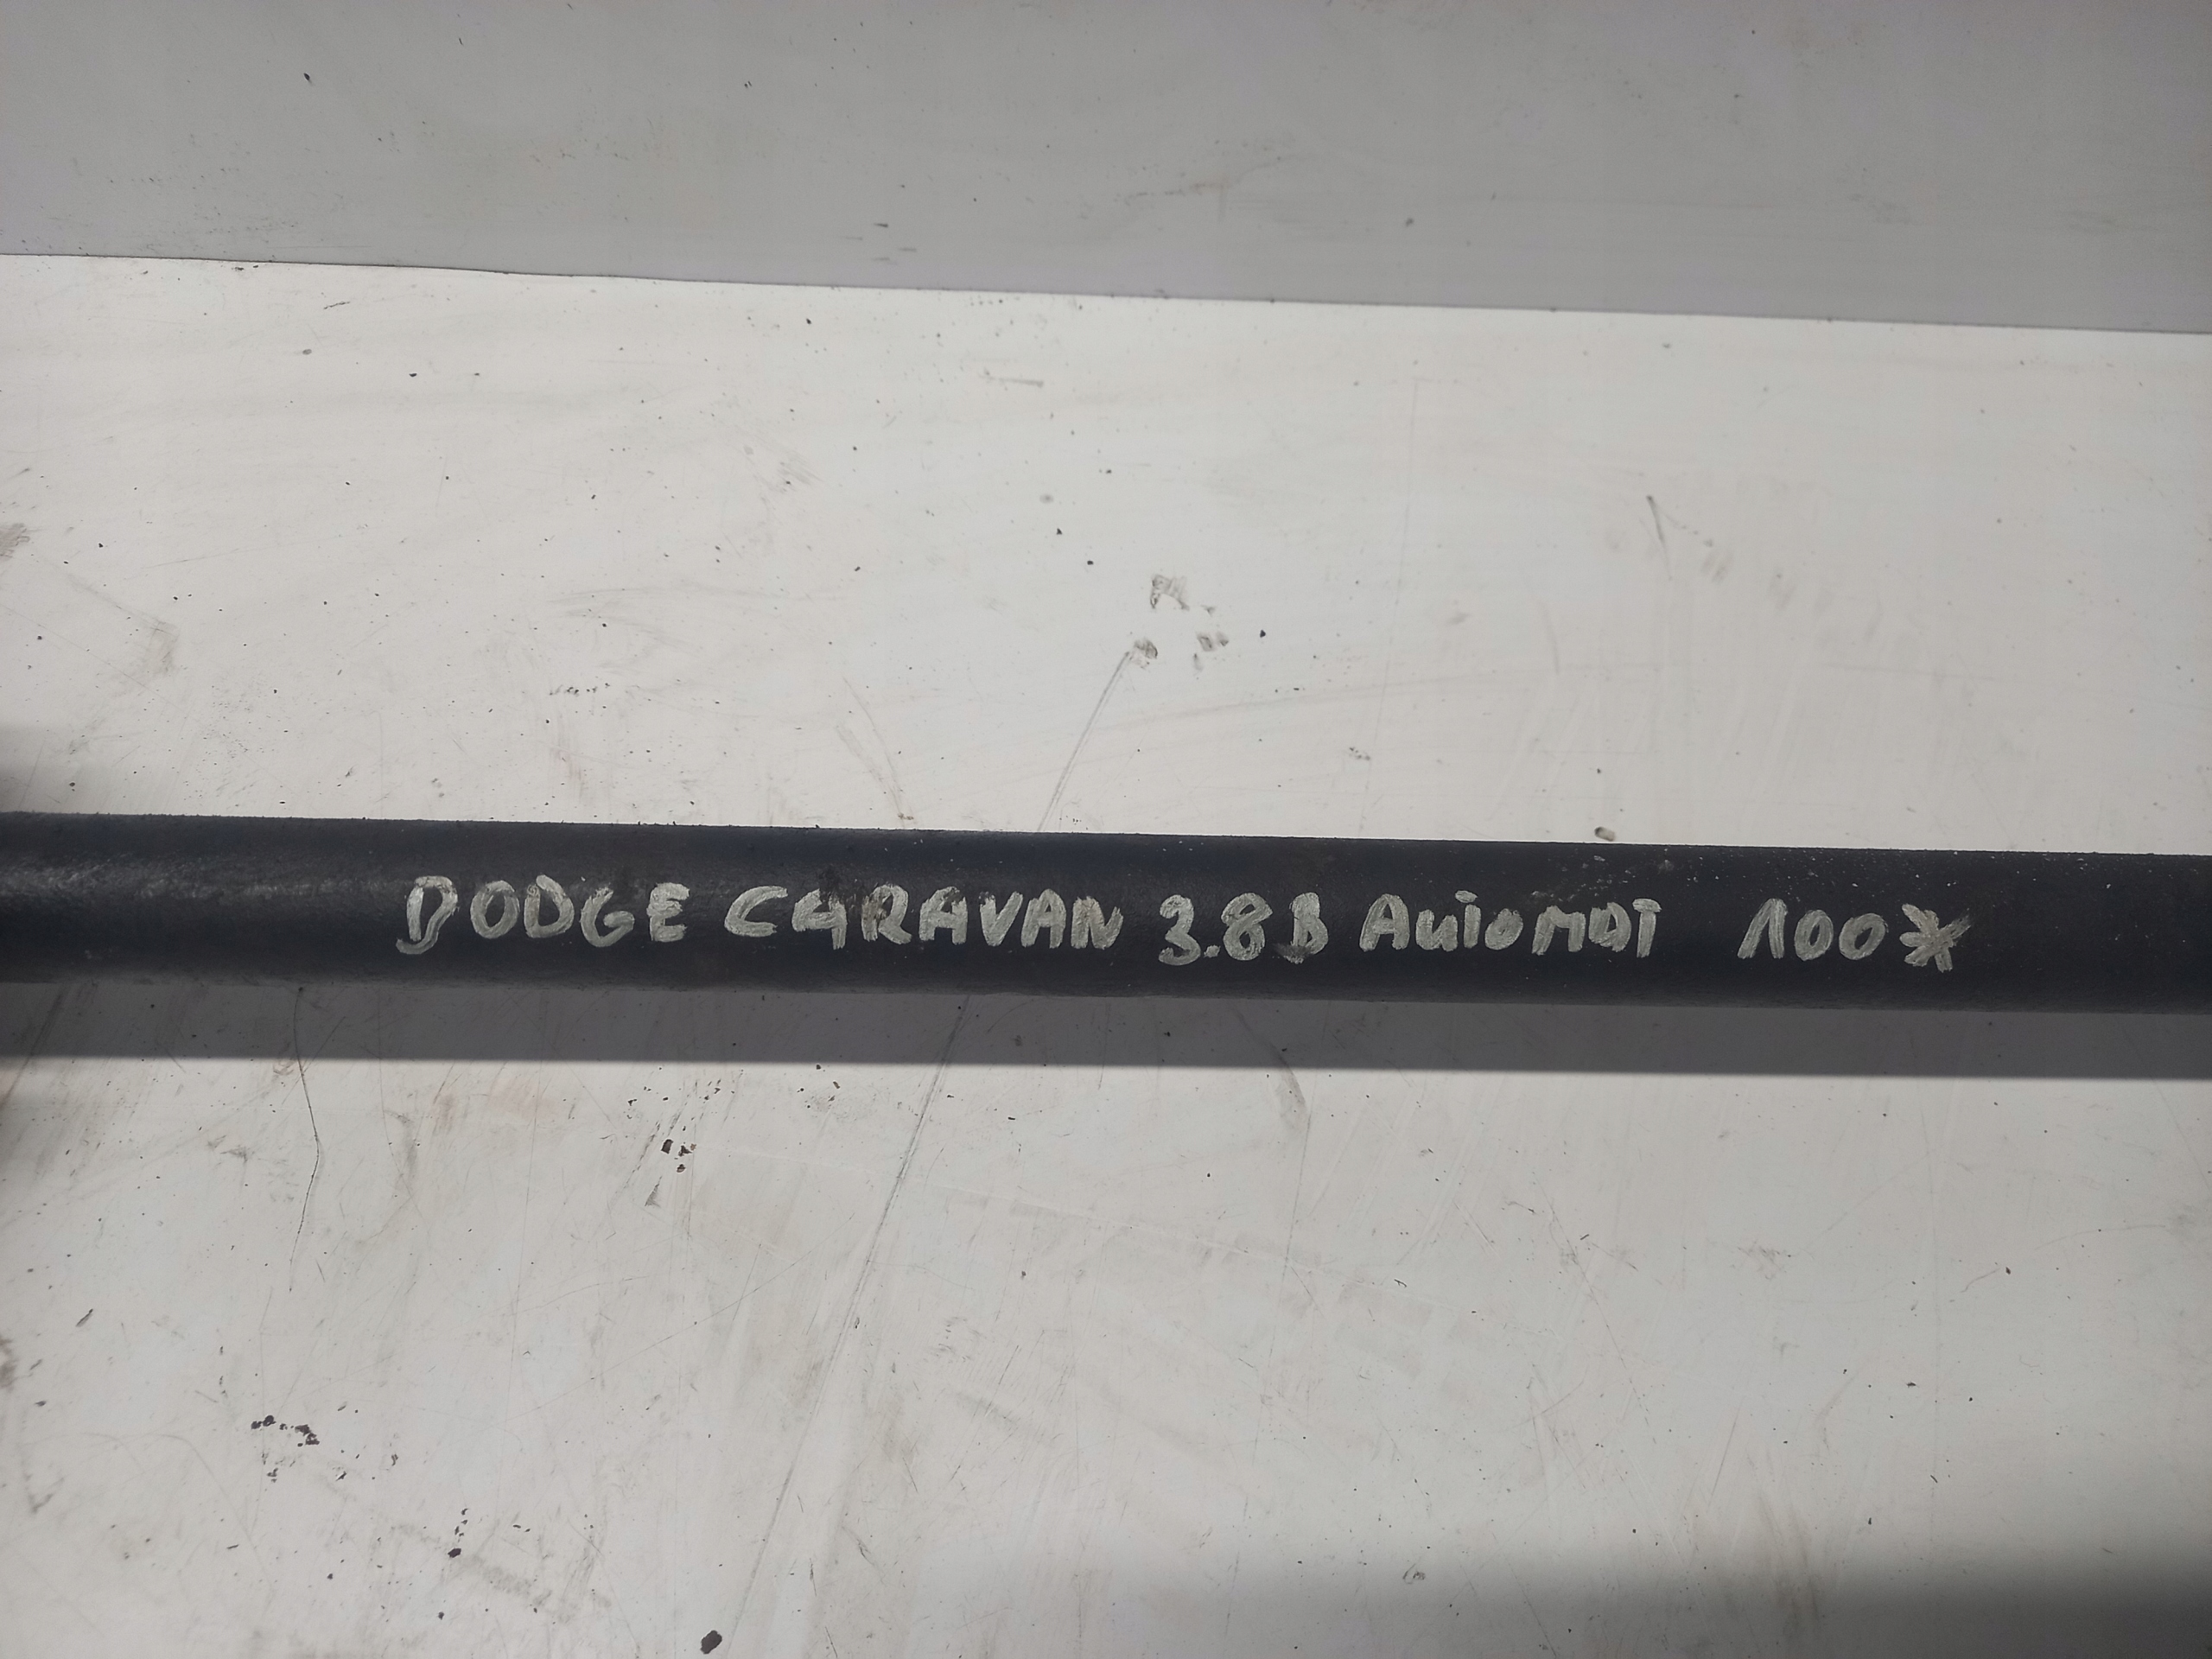 DODGE CARAVAN 3.8B AUTOMAT 100*